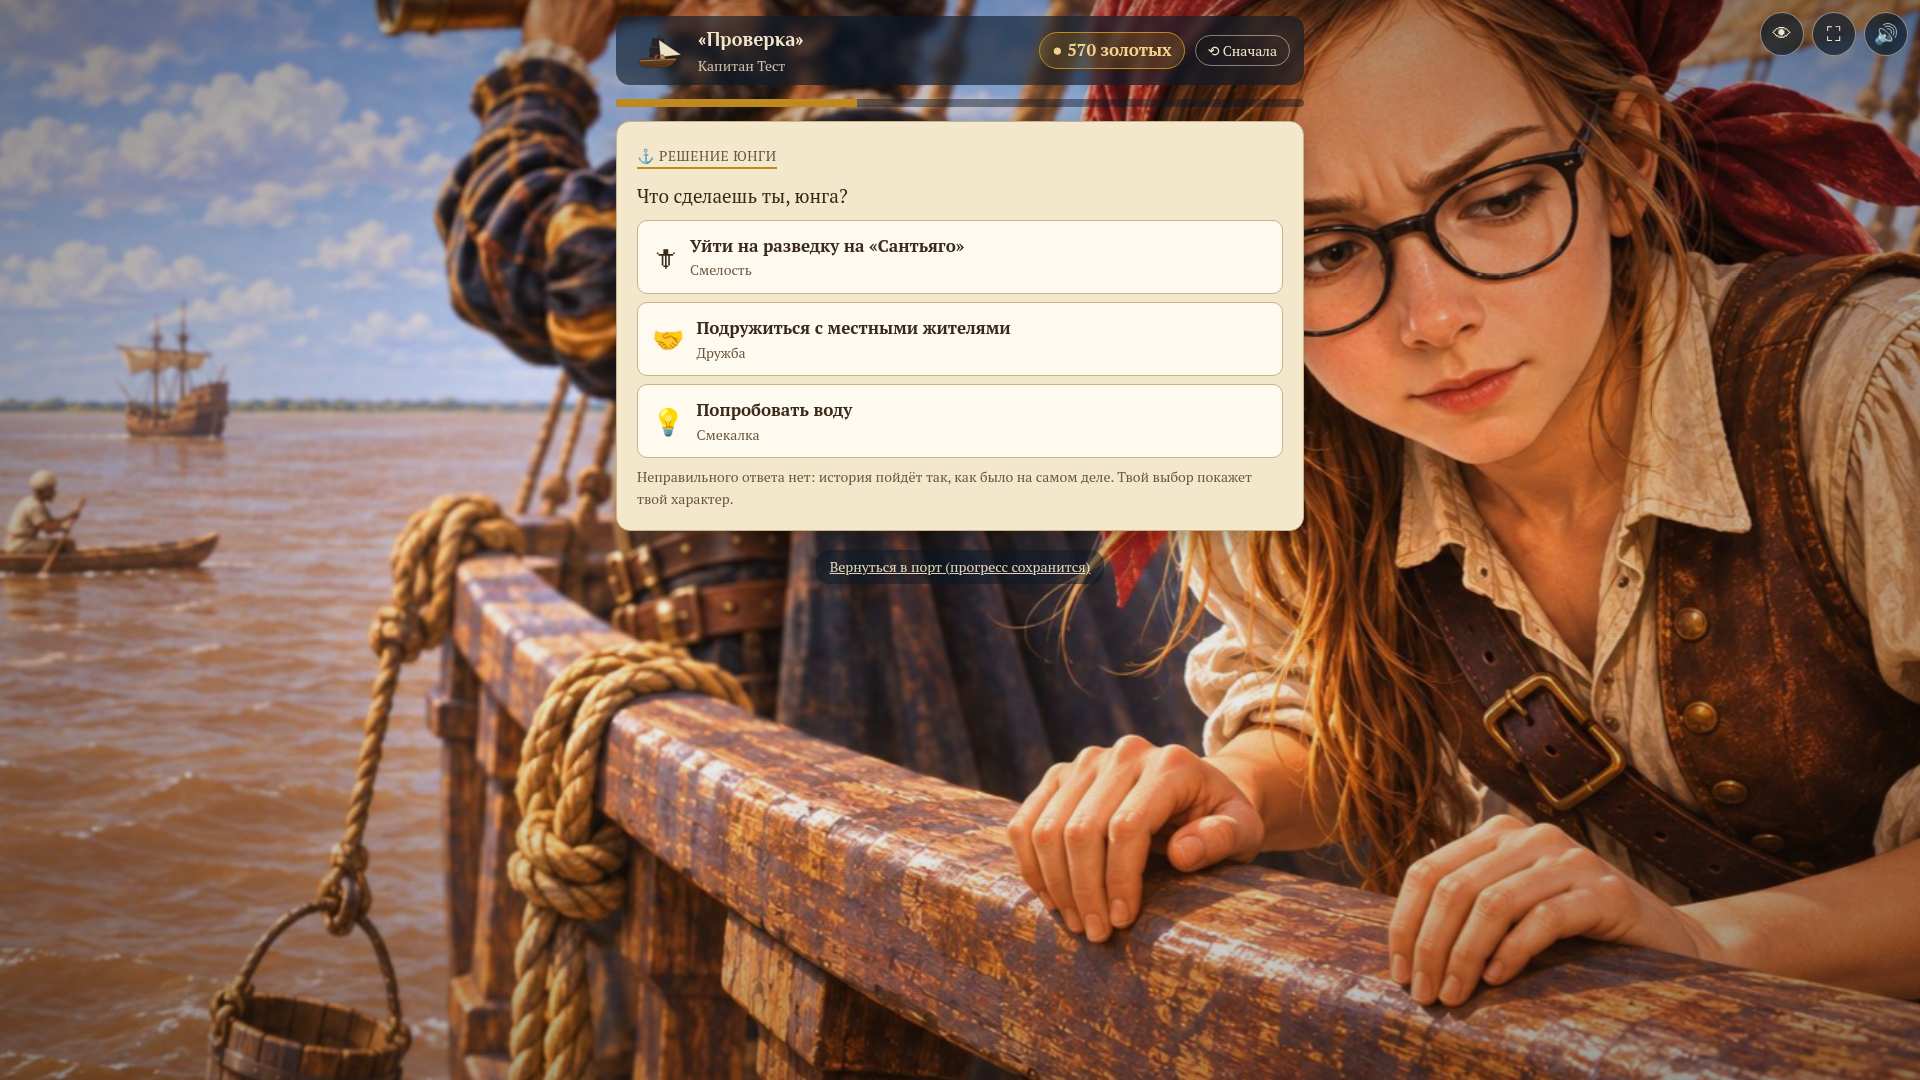 «Проверка»
Капитан Тест
● 570 золотых
⟲ Сначала
⚓ РЕШЕНИЕ ЮНГИ
Что сделаешь ты, юнга?
Уйти на разведку на «Сантьяго»
Смелость
Подружиться с местными жителями
Дружба
Попробовать воду
Смекалка
Неправильного ответа нет: история пойдёт так, как было на самом деле. Твой выбор покажет
твой характер.
Вернуться в порт (прогресс сохранится)